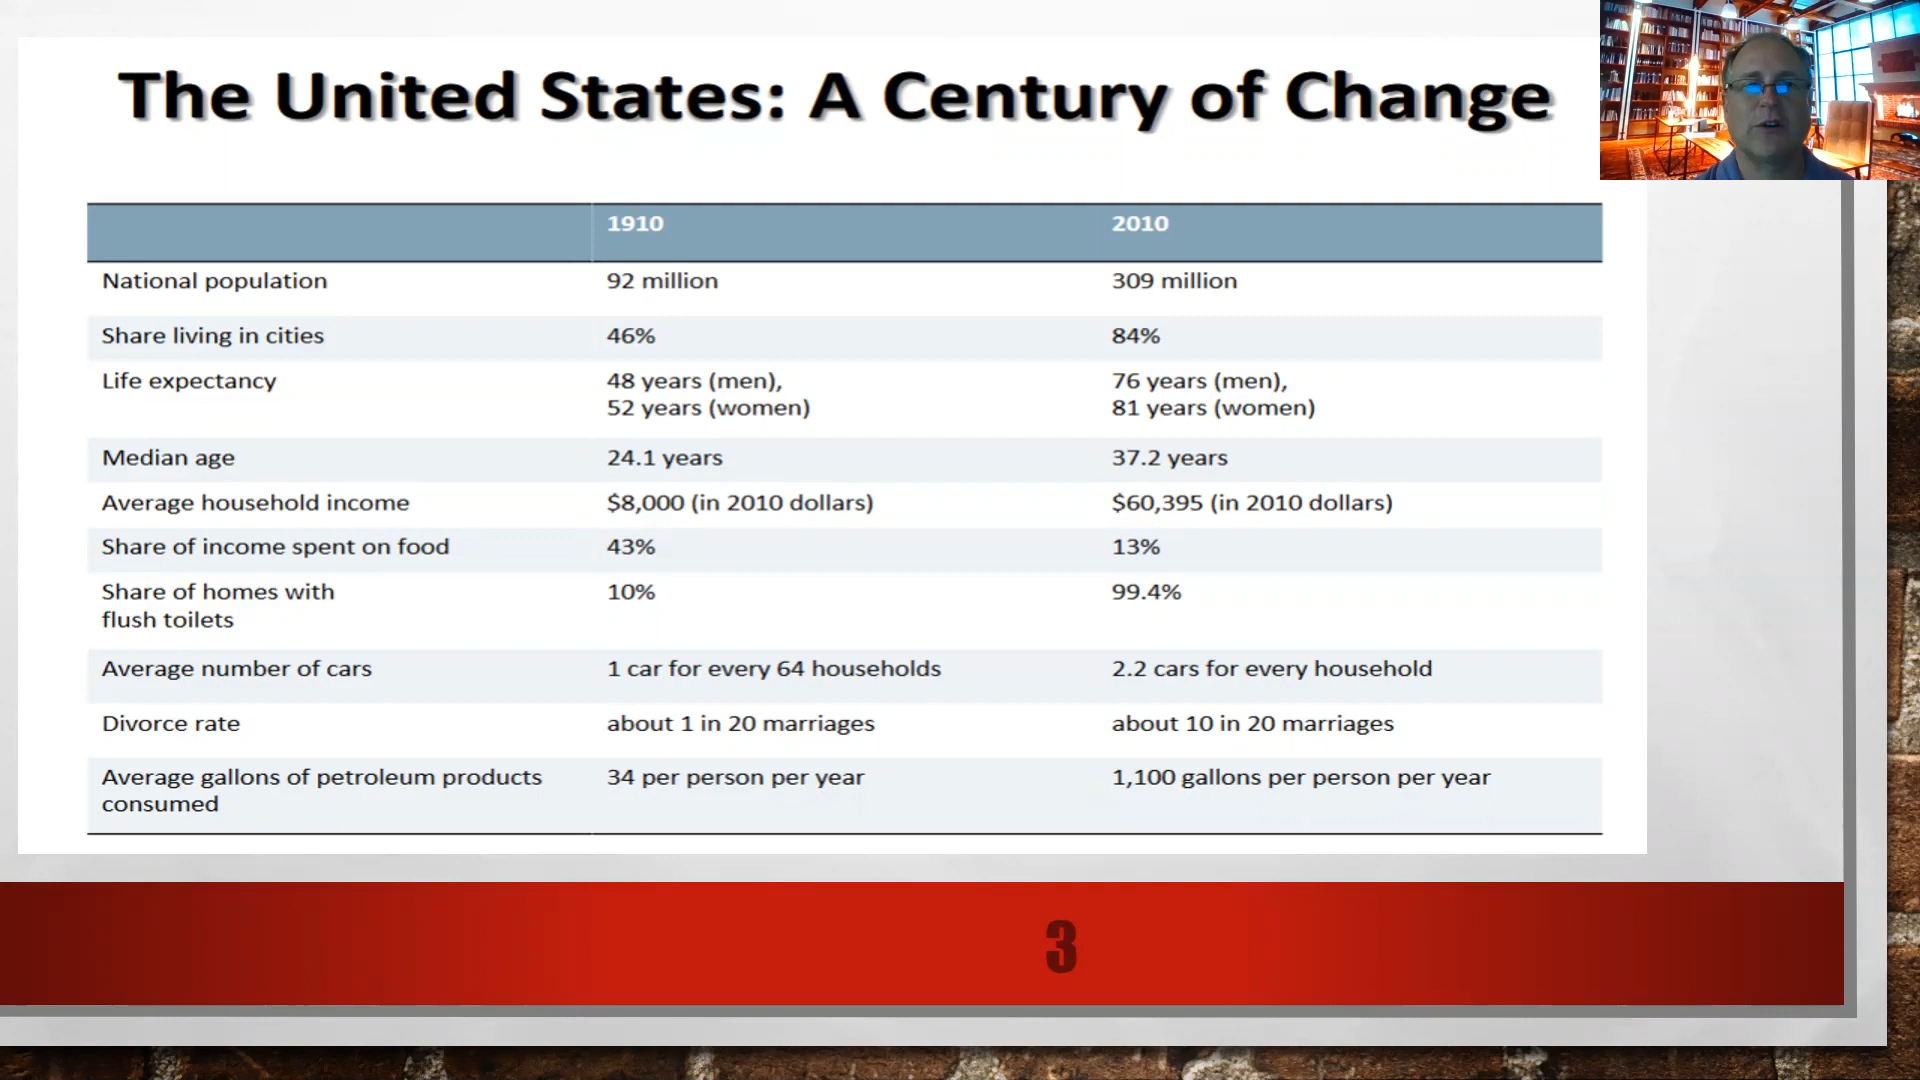 The United States: A Century of Change
1910 2010
National population 92 million 309 million
Share living in cities 46% 84%
Life expectancy 48 years (men), 76 years (men),
52 years (women) 81 years (women)
Median age 24.1 years 37.2 years
Average household income $8,000 (in 2010 dollars) $60,395 (in 2010 dollars)
Share of income spent on food 43% 13%
Share of homes with 10% 99.4%
flush toilets
Average number of cars 1 car for every 64 households 2.2 cars for every household
Divorce rate about 1 in 20 marriages about 10 in 20 marriages
Average gallons of petroleum products 34 per person per year 1,100 gallons per person per year
consumed
3